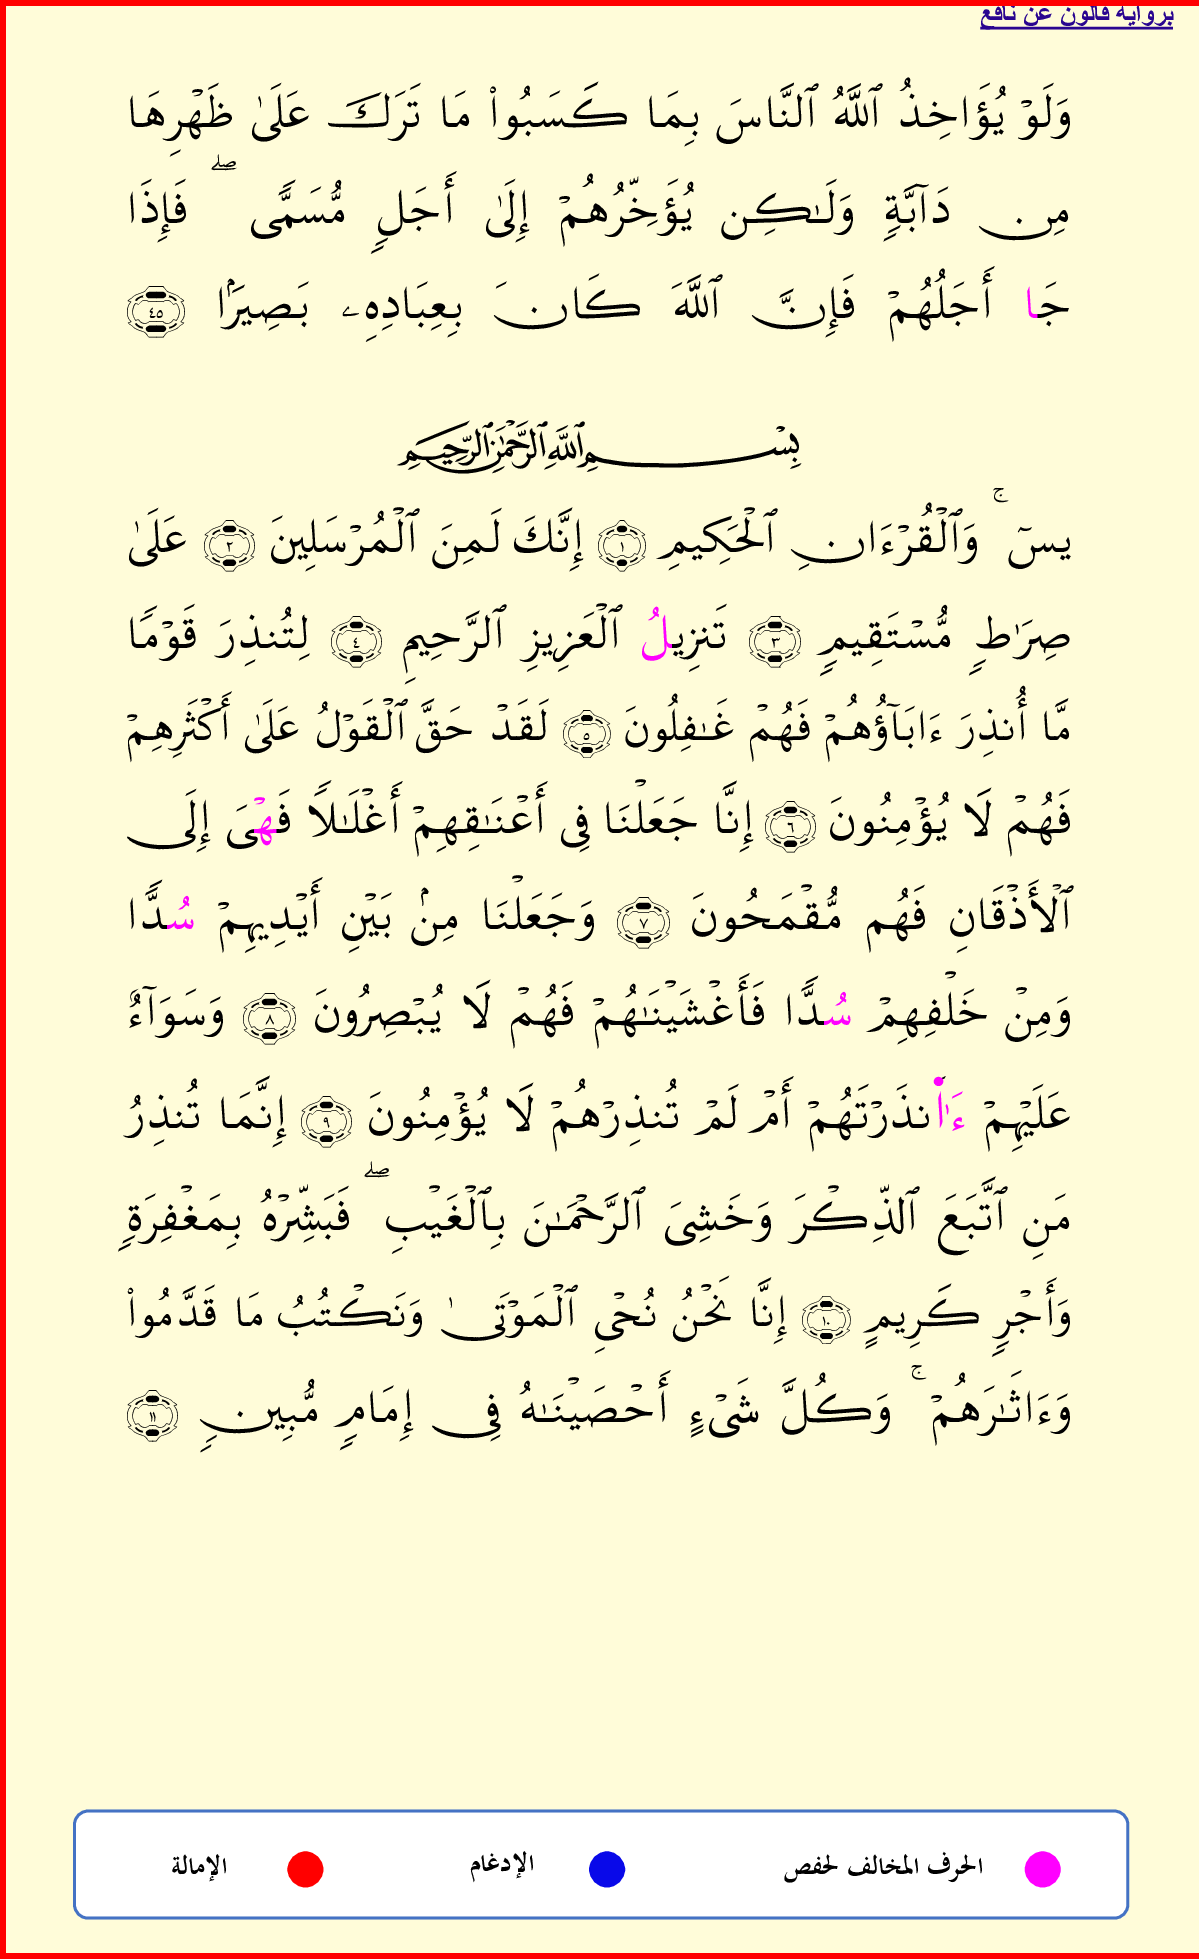 برواية قالون عن نافع
وَلَوْ يُؤَاخِذُ ٱللَّهُ ٱلنَّاسَ بِمَا كَسَبُواْ مَا تَرَكَ عَلَىٰ ظَهْرِهَا
مِن دَآبَّةٍ وَلَٰكِن يُؤَخِّرُهُمْ إِلَىٰ أَجَلٍ مُّسَمًّى ۖ فَإِذَا
جَا أَجَلُهُمْ فَإِنَّ ٱللَّهَ كَانَ بِعِبَادِهِۦ بَصِيرَۢا ٤٥
بِسْمِ ٱللَّهِ ٱلرَّحْمَٰنِ ٱلرَّحِيمِ
يسٓ ۚ وَٱلْقُرْءَانِ ٱلْحَكِيمِ ١ إِنَّكَ لَمِنَ ٱلْمُرْسَلِينَ ٢ عَلَىٰ
صِرَٰطٍ مُّسْتَقِيمٍ ٣ تَنزِيلُ ٱلْعَزِيزِ ٱلرَّحِيمِ ٤ لِتُنذِرَ قَوْمًا
مَّا أُنذِرَ ءَابَآؤُهُمْ فَهُمْ غَٰفِلُونَ ٥ لَقَدْ حَقَّ ٱلْقَوْلُ عَلَىٰ أَكْثَرِهِمْ
فَهُمْ لَا يُؤْمِنُونَ ٦ إِنَّا جَعَلْنَا فِى أَعْنَٰقِهِمْ أَغْلَٰلًا فَهْىَ إِلَى
ٱلْأَذْقَانِ فَهُم مُّقْمَحُونَ ٧ وَجَعَلْنَا مِنۢ بَيْنِ أَيْدِيهِمْ سُدًّا
وَمِنْ خَلْفِهِمْ سُدًّا فَأَغْشَيْنَٰهُمْ فَهُمْ لَا يُبْصِرُونَ ٨ وَسَوَآءٌ
عَلَيْهِمْ ءَا۬نذَرْتَهُمْ أَمْ لَمْ تُنذِرْهُمْ لَا يُؤْمِنُونَ ٩ إِنَّمَا تُنذِرُ
مَنِ ٱتَّبَعَ ٱلذِّكْرَ وَخَشِىَ ٱلرَّحْمَٰنَ بِٱلْغَيْبِ ۖ فَبَشِّرْهُ بِمَغْفِرَةٍ
وَأَجْرٍ كَرِيمٍ ١٠ إِنَّا نَحْنُ نُحْىِ ٱلْمَوْتَىٰ وَنَكْتُبُ مَا قَدَّمُواْ
وَءَاثَٰرَهُمْ ۚ وَكُلَّ شَىْءٍ أَحْصَيْنَٰهُ فِى إِمَامٍ مُّبِينٍ ١١
الحرف المخالف لحفص الإدغام الإمالة